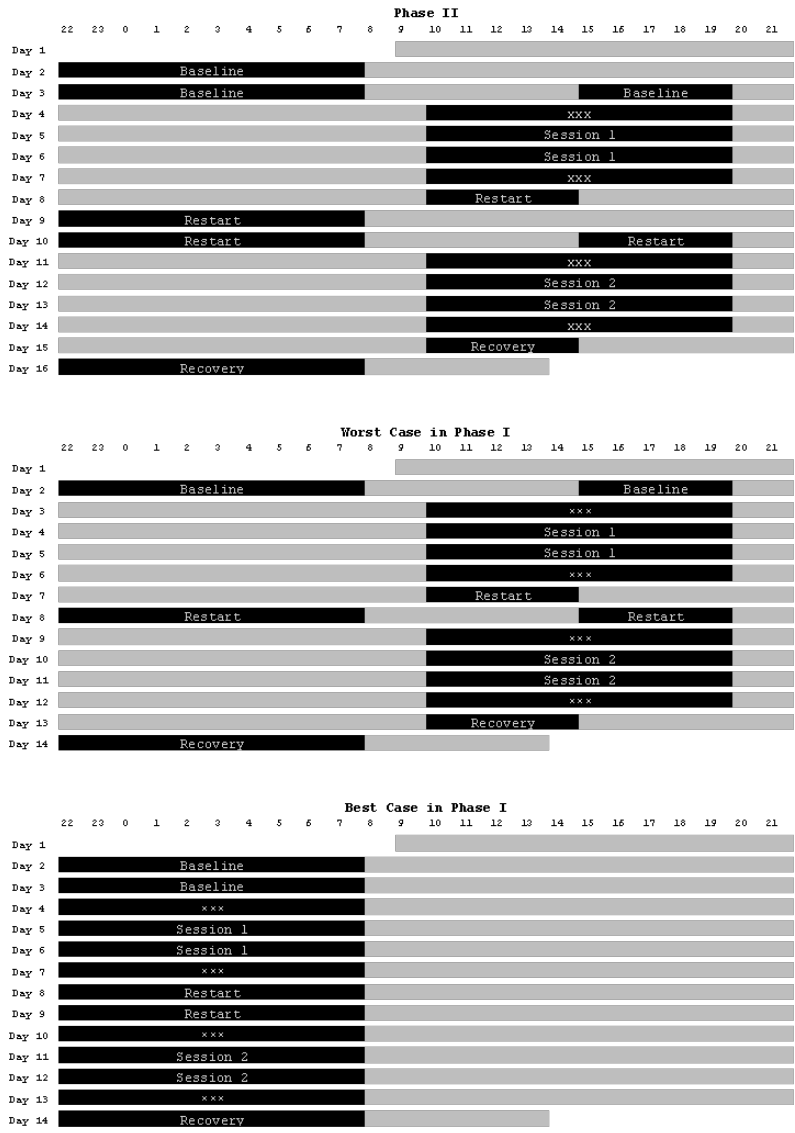 Phase II
22 23 0 1 2 3 4 5 6 7 8 9 10 11 12 13 14 15 16 17 18 19 20 21
Day 1
Day 2 Baseline
Day 3 Baseline Baseline
Day 4 xxx
Day 5 Session 1
Day 6 Session 1
Day 7 xxx
Day 8 Restart
Day 9 Restart
Day 10 Restart Restart
Day 11 xxx
Day 12 Session 2
Day 13 Session 2
Day 14 xxx
Day 15 Recovery
Day 16 Recovery
Worst Case in Phase I
22 23 0 1 2 3 4 5 6 7 8 9 10 11 12 13 14 15 16 17 18 19 20 21
Day 1
Day 2 Baseline Baseline
Day 3 xxx
Day 4 Session 1
Day 5 Session 1
Day 6 xxx
Day 7 Restart
Day 8 Restart Restart
Day 9 xxx
Day 10 Session 2
Day 11 Session 2
Day 12 xxx
Day 13 Recovery
Day 14 Recovery
Best Case in Phase I
22 23 0 1 2 3 4 5 6 7 8 9 10 11 12 13 14 15 16 17 18 19 20 21
Day 1
Day 2 Baseline
Day 3 Baseline
Day 4 xxx
Day 5 Session 1
Day 6 Session 1
Day 7 xxx
Day 8 Restart
Day 9 Restart
Day 10 xxx
Day 11 Session 2
Day 12 Session 2
Day 13 xxx
Day 14 Recovery